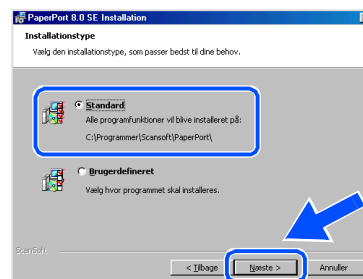 PaperPort 8.0 SE Installation
Installationstype
Vælg den installationstype, som passer bedst til dine behov.
Standard
Alle programfunktioner vil blive installeret på:
C:\Programmer\Scansoft\PaperPort\
Brugerdefineret
Vælg hvor programmet skal installeres.
ScanSoft
< Tilbage
Næste >
Annuller